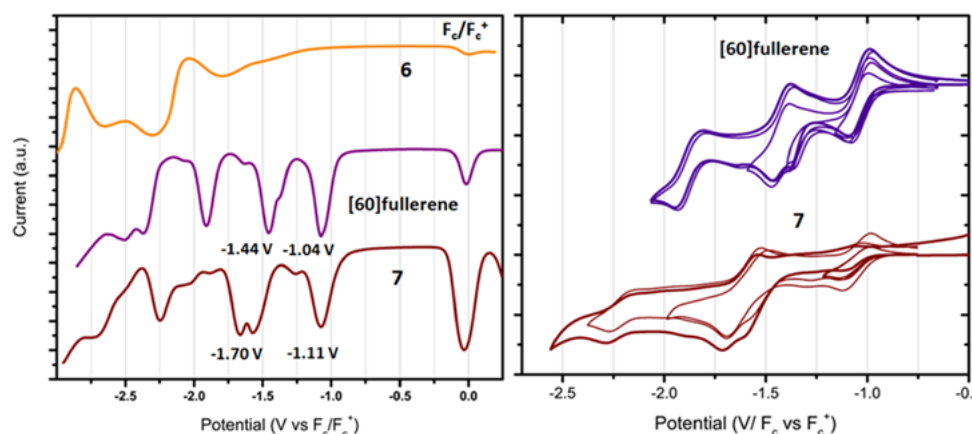 Fc/Fc+
6
[60]fullerene
-1.44 V
-1.04 V
7
-1.70 V
-1.11 V
Current (a.u.)
-2.5
-2.0
-1.5
-1.0
-0.5
0.0
Potential (V vs Fc/Fc+)
[60]fullerene
7
-2.5
-2.0
-1.5
-1.0
-0.
Potential (V/ Fc vs Fc+)